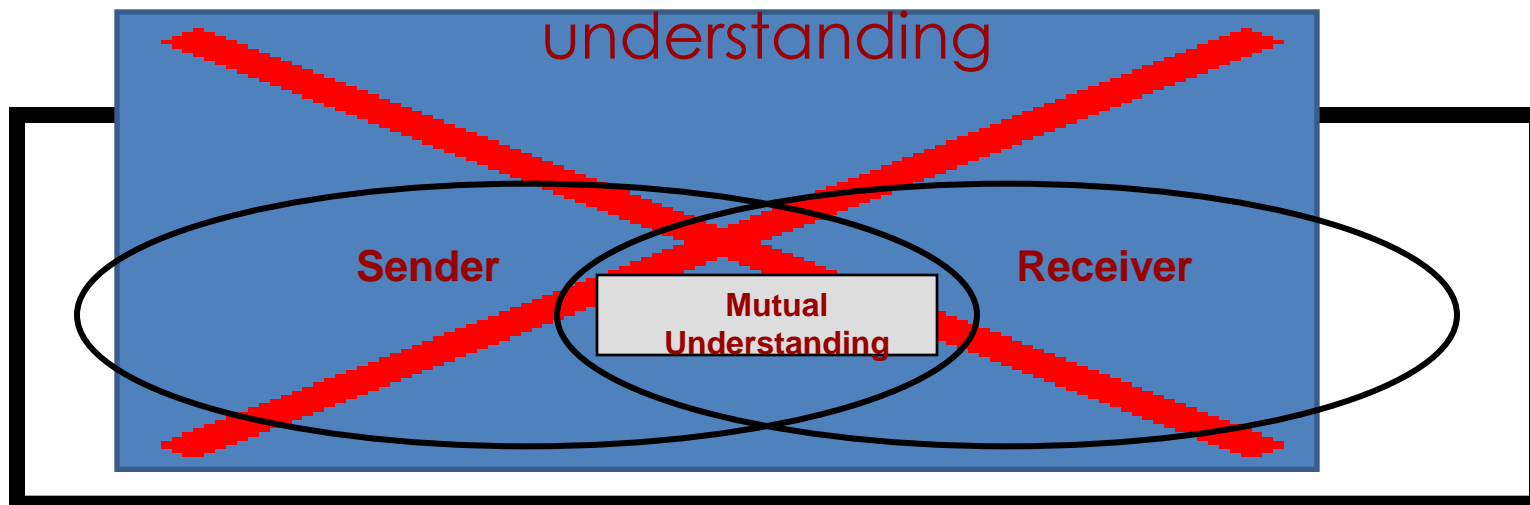 understanding
Sender
Receiver
Mutual
Understanding